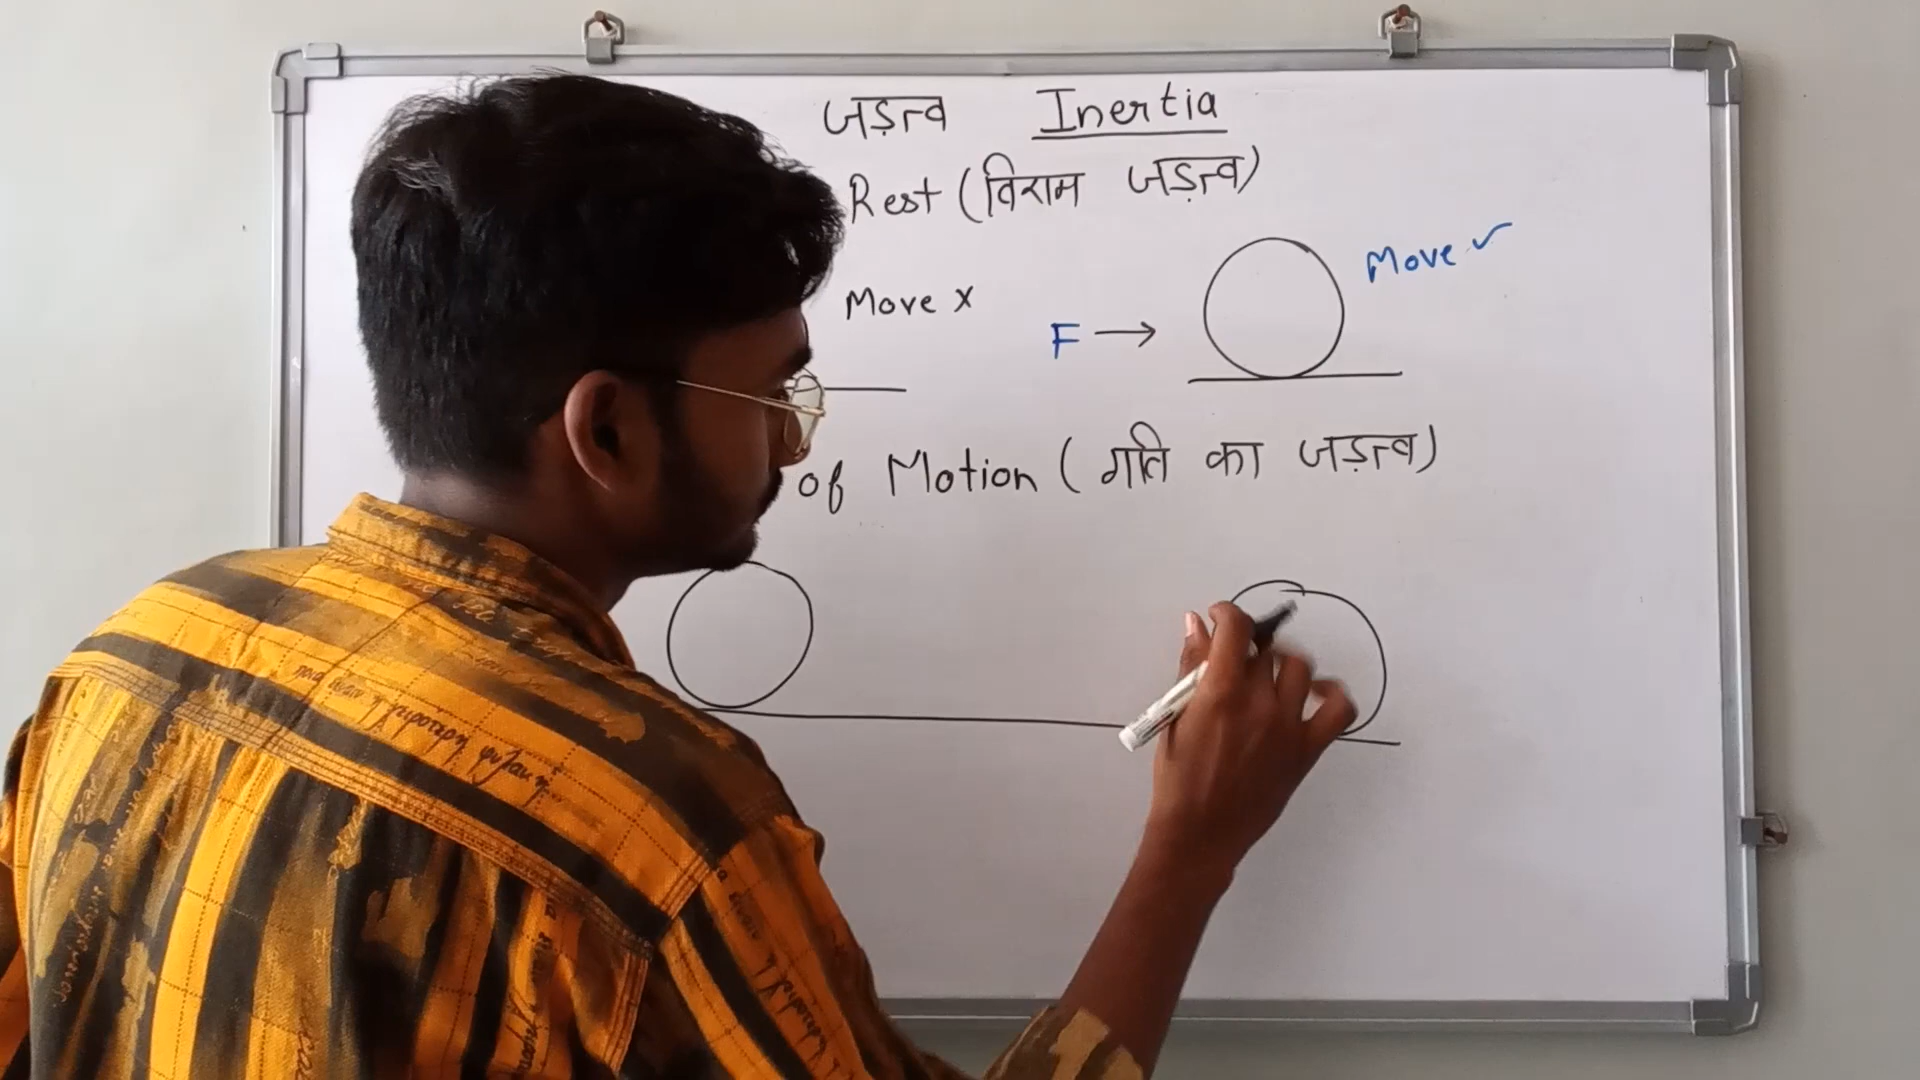 जड़त्व Inertia
Rest (विराम जड़त्व)
Move ✓
Move x
F →
of Motion (गति का जड़त्व)